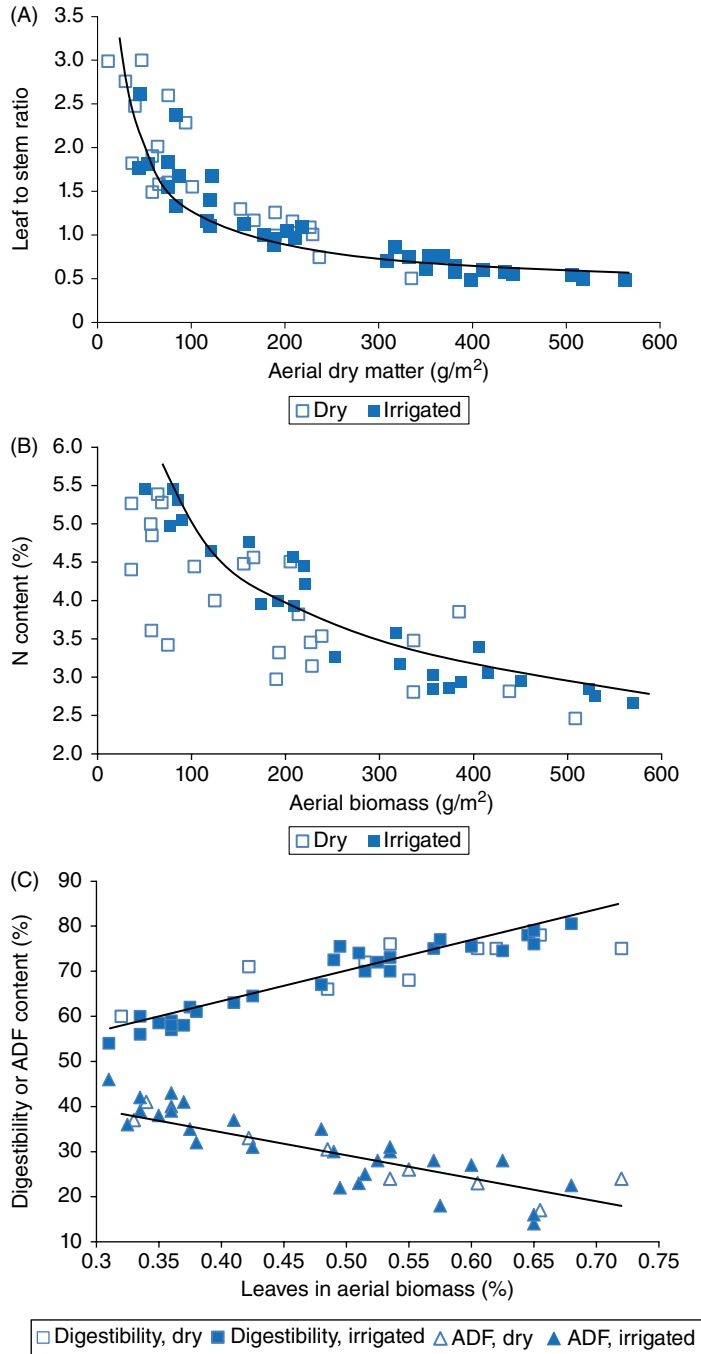 (A)
3.5
3.0
2.5
2.0
1.5
1.0
0.5
0
Leaf to stem ratio
0 100 200 300 400 500 600
Aerial dry matter (g/m²)
Dry Irrigated
(B)
6.0
5.5
5.0
4.5
4.0
3.5
3.0
2.5
2.0
N content (%)
0 100 200 300 400 500 600
Aerial biomass (g/m²)
Dry Irrigated
(C)
90
80
70
60
50
40
30
20
10
Digestibility or ADF content (%)
0.3 0.35 0.40 0.45 0.50 0.55 0.60 0.65 0.70 0.75
Leaves in aerial biomass (%)
Digestibility, dry Digestibility, irrigated ADF, dry ADF, irrigated